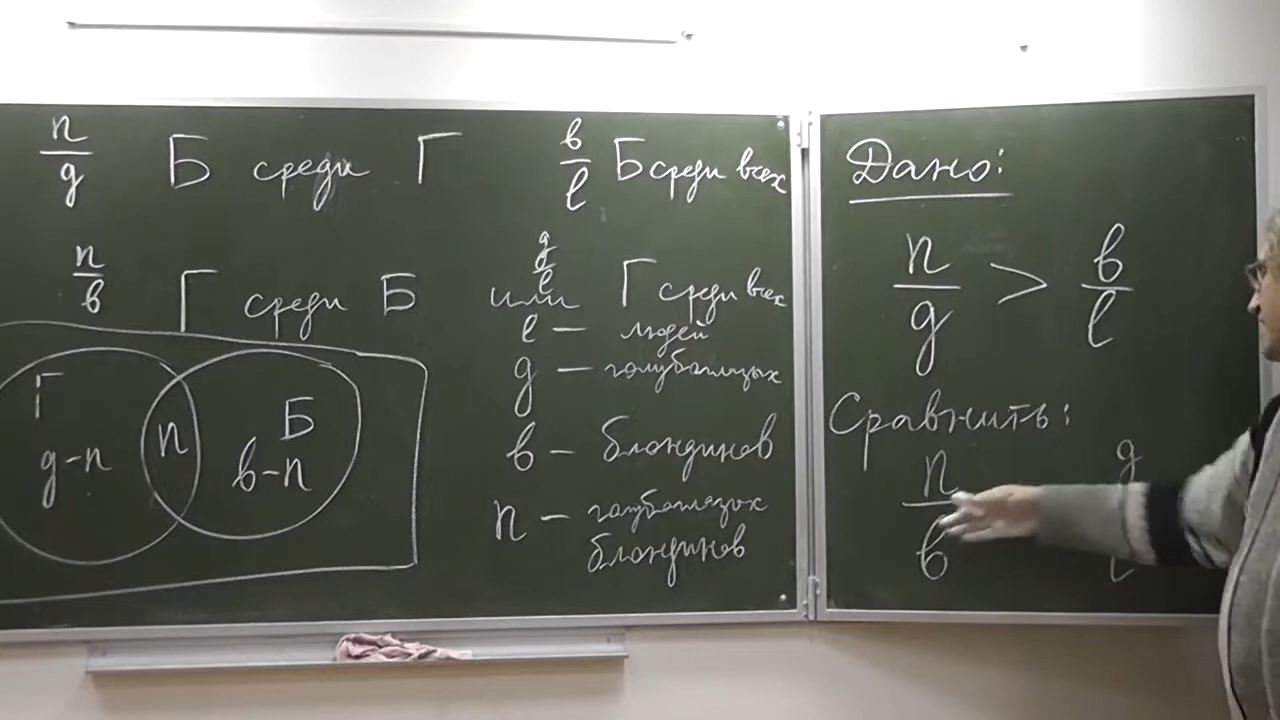 n/g Б среди Г
n/в Г среди Б
Г
g-n
n
Б
в-n
в/l Б среди всех
g/l
или Г среди всех
l — людей
g — голубоглазых
в — блондинов
n — голубоглазых
блондинов
Дано:
n/g > в/l
Сравнить:
n/в g/l